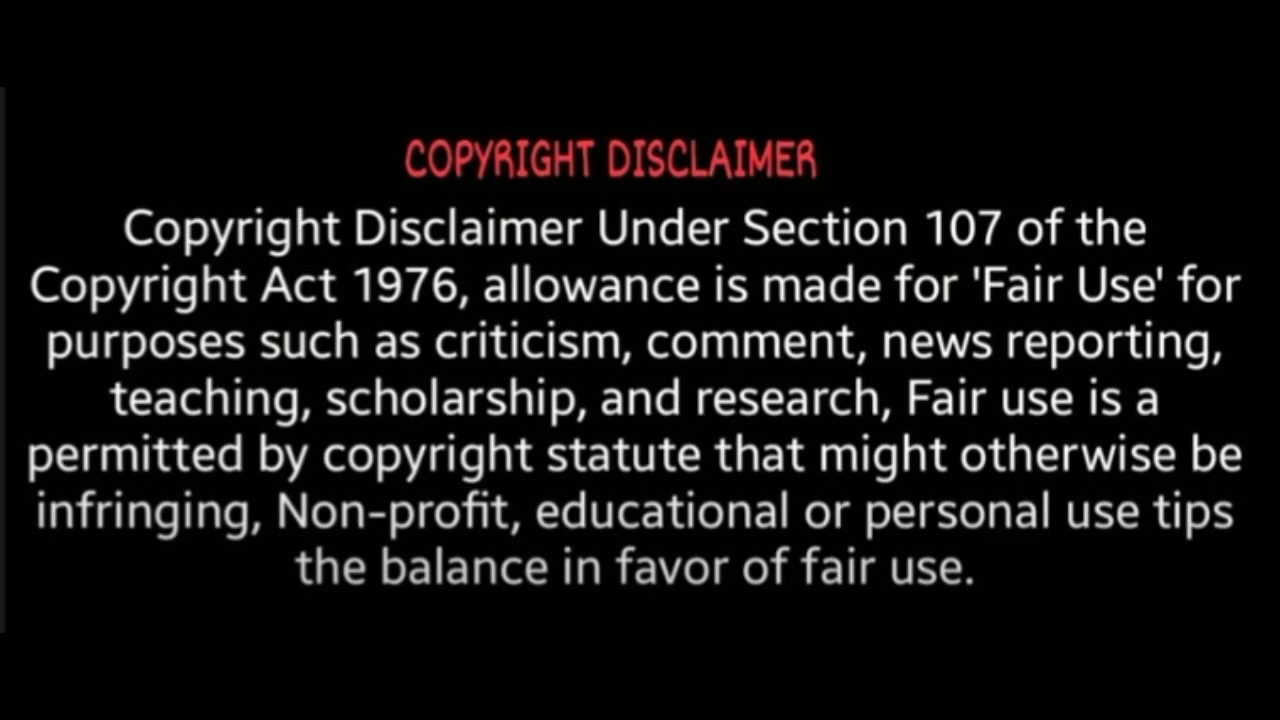 COPYRIGHT DISCLAIMER
Copyright Disclaimer Under Section 107 of the
Copyright Act 1976, allowance is made for 'Fair Use' for
purposes such as criticism, comment, news reporting,
teaching, scholarship, and research, Fair use is a
permitted by copyright statute that might otherwise be
infringing, Non-profit, educational or personal use tips
the balance in favor of fair use.